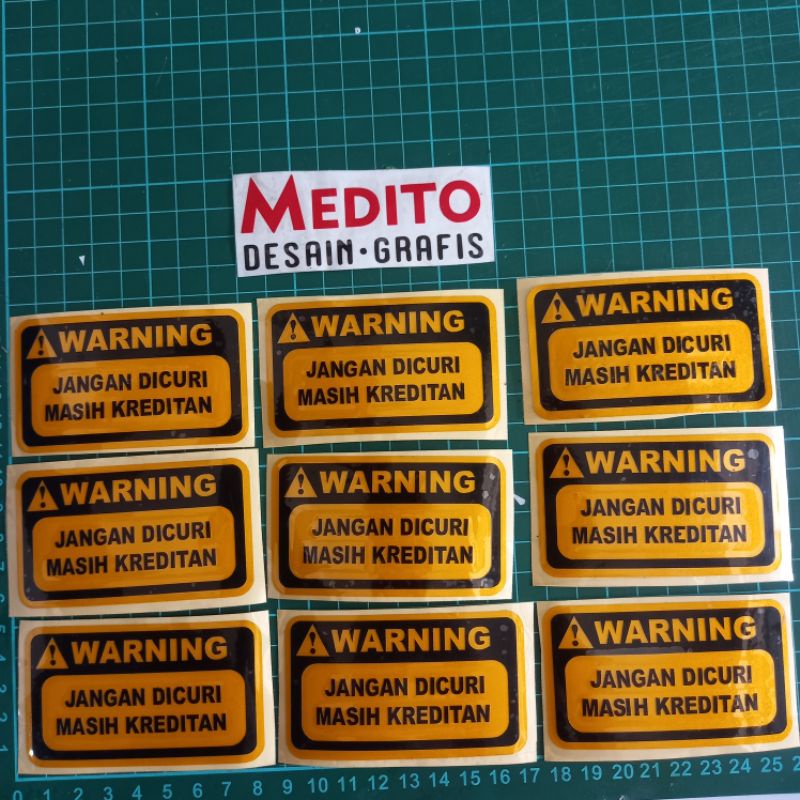 MEDITO
DESAIN·GRAFIS
WARNING
JANGAN DICURI
MASIH KREDITAN
WARNING
JANGAN DICURI
MASIH KREDITAN
WARNING
JANGAN DICURI
MASIH KREDITAN
WARNING
JANGAN DICURI
MASIH KREDITAN
WARNING
JANGAN DICURI
MASIH KREDITAN
WARNING
JANGAN DICURI
MASIH KREDITAN
WARNING
JANGAN DICURI
MASIH KREDITAN
WARNING
JANGAN DICURI
MASIH KREDITAN
WARNING
JANGAN DICURI
MASIH KREDITAN
0 1 2 3 4 5 6 7 8 9 10 11 12 13 14 15 16 17 18 19 20 21 22 23 24 25